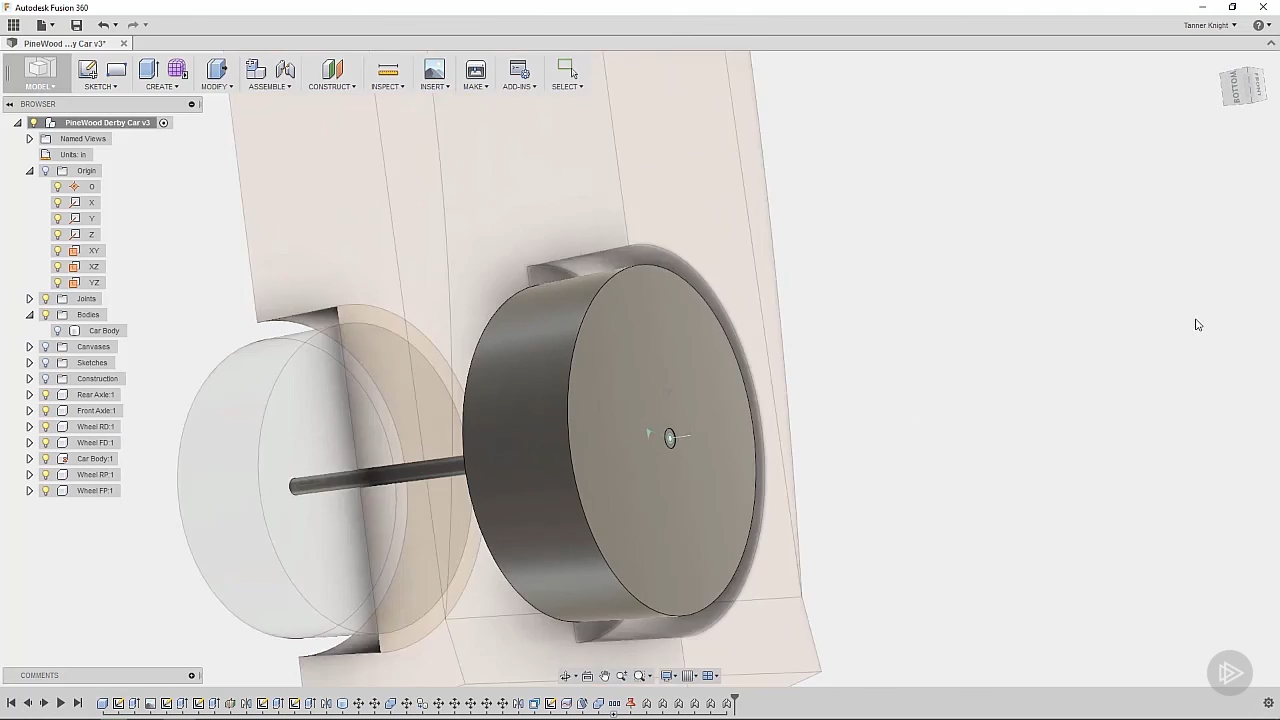 Autodesk Fusion 360
Tanner Knight
PineWood ...y Car v3*
MODEL
SKETCH
CREATE
MODIFY
ASSEMBLE
CONSTRUCT
INSPECT
INSERT
MAKE
ADD-INS
SELECT
BOTTOM
FRONT
BROWSER
PineWood Derby Car v3
Named Views
Units: in
Origin
O
X
Y
Z
XY
XZ
YZ
Joints
Bodies
Car Body
Canvases
Sketches
Construction
Rear Axle:1
Front Axle:1
Wheel RD:1
Wheel FD:1
Car Body:1
Wheel RP:1
Wheel FP:1
COMMENTS